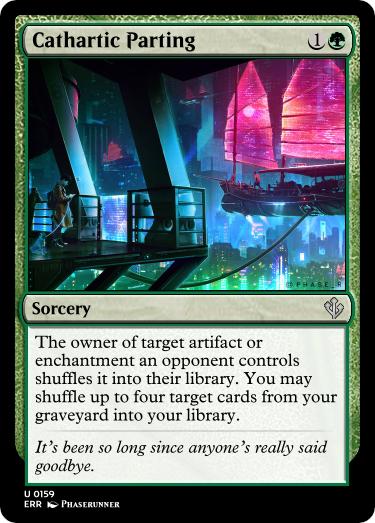 Cathartic Parting 1
© PHASE_R
Sorcery
The owner of target artifact or
enchantment an opponent controls
shuffles it into their library. You may
shuffle up to four target cards from your
graveyard into your library.
It's been so long since anyone's really said
goodbye.
U 0159
ERR PHASERUNNER